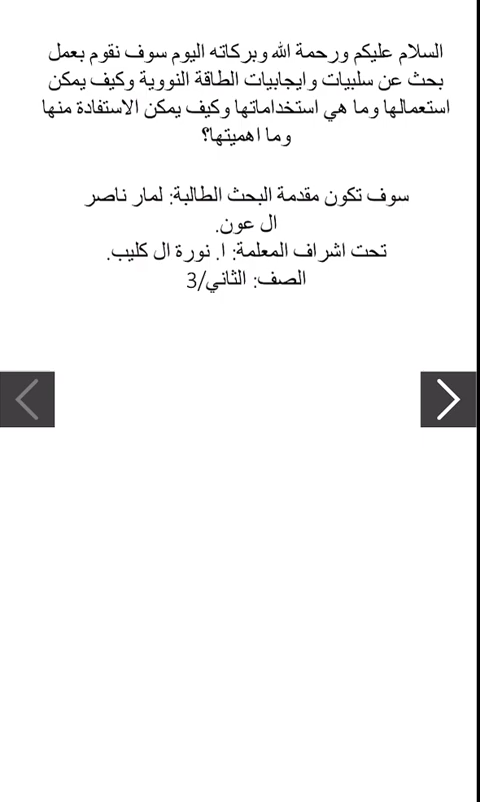 السلام عليكم ورحمة الله وبركاته اليوم سوف نقوم بعمل
بحث عن سلبيات وايجابيات الطاقة النووية وكيف يمكن
استعمالها وما هي استخداماتها وكيف يمكن الاستفادة منها
وما اهميتها؟
سوف تكون مقدمة البحث الطالبة: لمار ناصر
ال عون.
تحت اشراف المعلمة: ا. نورة ال كليب.
الصف: الثاني/3